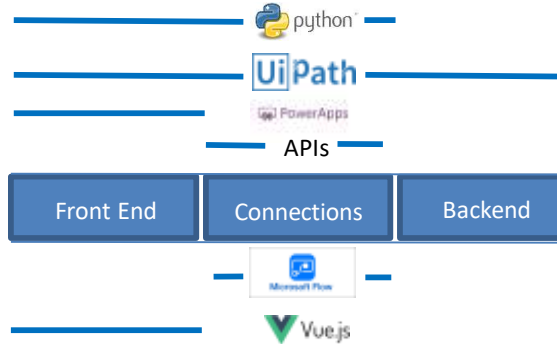 python
UiPath
PowerApps
APIs
Front End
Connections
Backend
Microsoft Flow
Vue.js